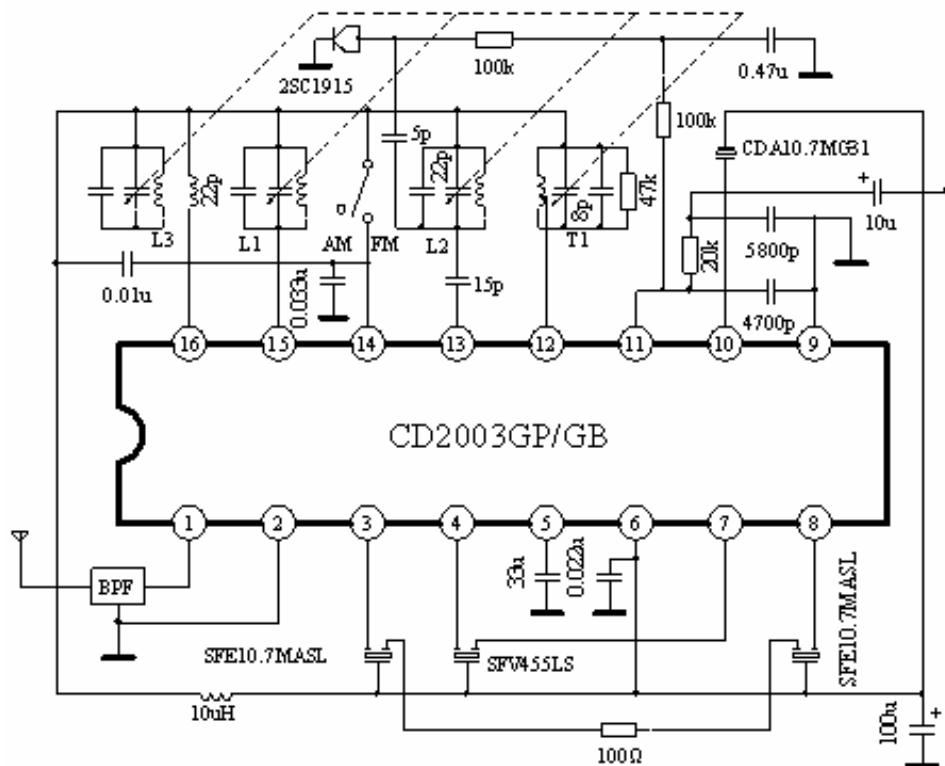 2SC1915
100k
0.47u
100k
5p
CDA10.7MGB1
22p
22p
8p
47k
+
10u
L3
L1
AM
FM
L2
T1
20k
5800p
0.01u
0.033u
15p
4700p
16
15
14
13
12
11
10
9
CD2003GP/GB
1
2
3
4
5
6
7
8
BPF
33u
0.022u
SFE10.7MASL
SFV455LS
SFE10.7MASL
10uH
100Ω
100u
+